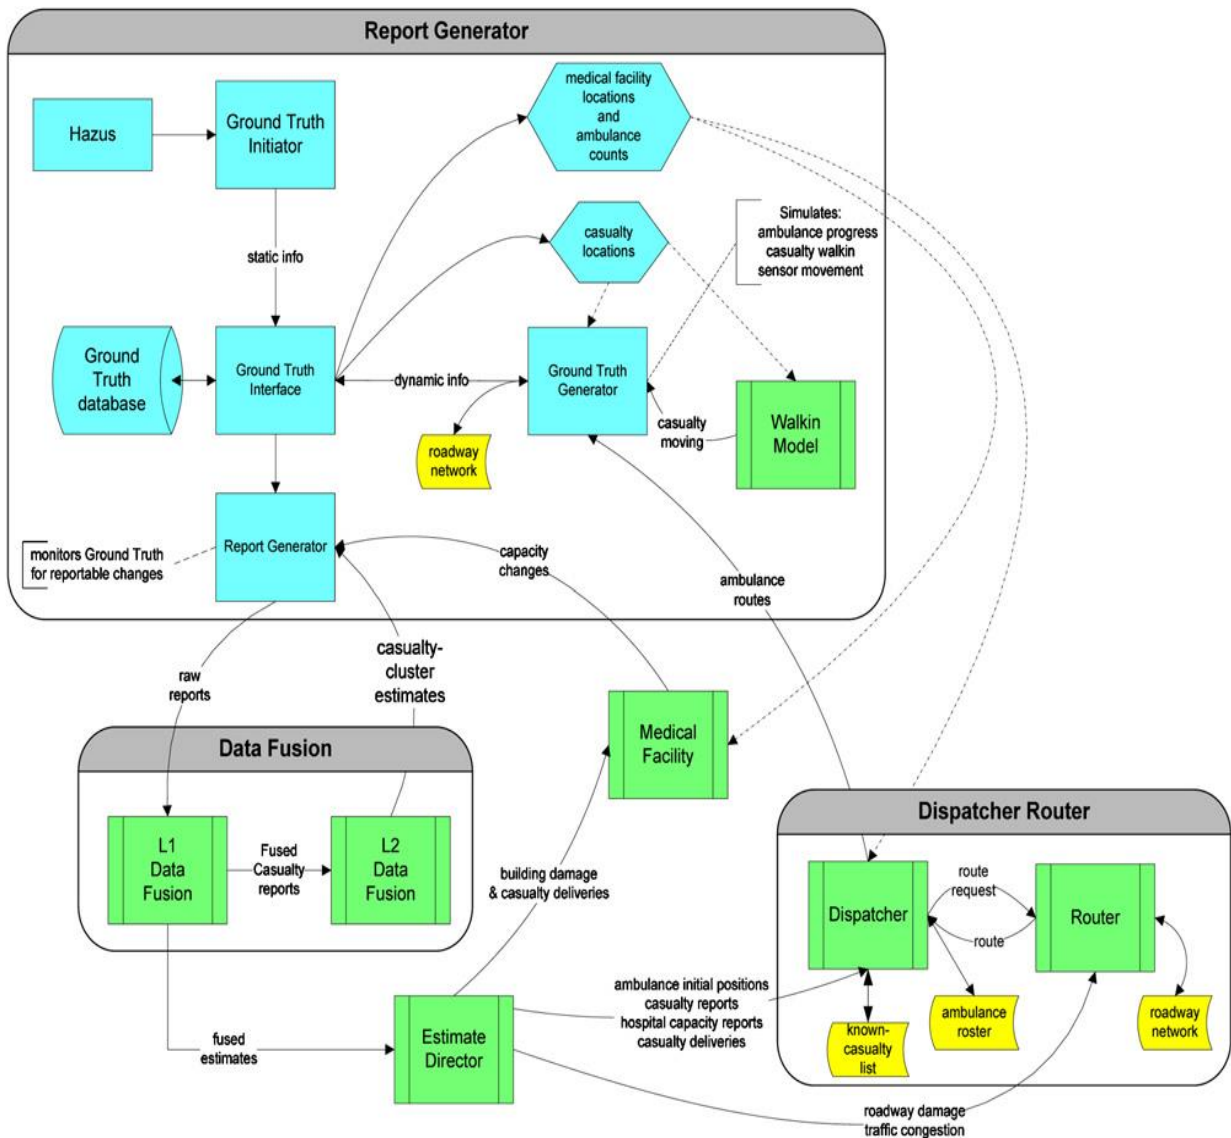 Report Generator
medical facility
locations
and
ambulance
counts
Hazus
Ground Truth
Initiator
Simulates:
ambulance progress
casualty walkin
sensor movement
casualty
locations
static info
Ground
Truth
database
Ground Truth
Interface
dynamic info
Ground Truth
Generator
casualty
moving
Walkin
Model
roadway
network
Report Generator
monitors Ground Truth
for reportable changes
capacity
changes
ambulance
routes
casualty-
cluster
estimates
raw
reports
Medical
Facility
Data Fusion
L1
Data
Fusion
Fused
Casualty
reports
L2
Data
Fusion
building damage
& casualty deliveries
Dispatcher Router
Dispatcher
route
request
route
Router
ambulance initial positions
casualty reports
hospital capacity reports
casualty deliveries
known-
casualty
list
ambulance
roster
roadway
network
fused
estimates
Estimate
Director
roadway damage
traffic congestion